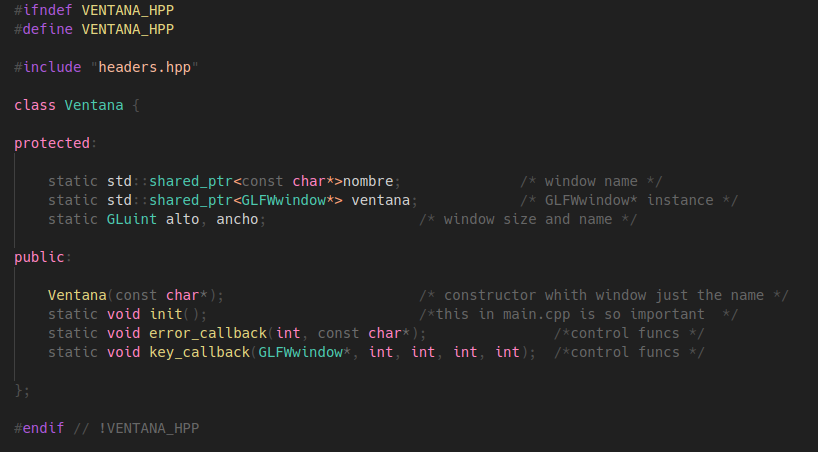 #ifndef VENTANA_HPP
#define VENTANA_HPP
#include "headers.hpp"
class Ventana {
protected:
static std::shared_ptr<const char*>nombre; /* window name */
static std::shared_ptr<GLFWwindow*> ventana; /* GLFWwindow* instance */
static GLuint alto, ancho; /* window size and name */
public:
Ventana(const char*); /* constructor whith window just the name */
static void init(); /*this in main.cpp is so important */
static void error_callback(int, const char*); /*control funcs */
static void key_callback(GLFWwindow*, int, int, int, int); /*control funcs */
};
#endif // !VENTANA_HPP